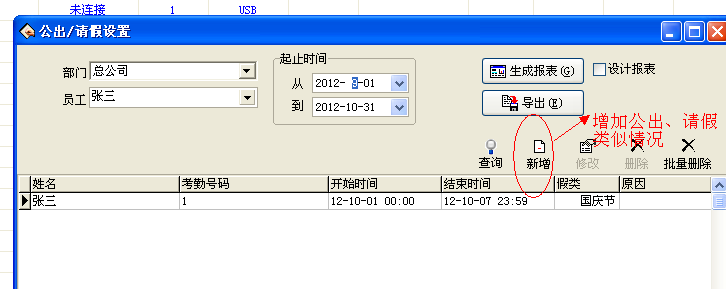 未连接 1 USB
公出/请假设置
部门 总公司
员工 张三
起止时间
从 2012- 9-01
到 2012-10-31
生成报表(G)
设计报表
导出(E)
增加公出、请假
类似情况
查询 新增 修改 删除 批量删除
姓名 考勤号码 开始时间 结束时间 假类 原因
张三 1 12-10-01 00:00 12-10-07 23:59 国庆节